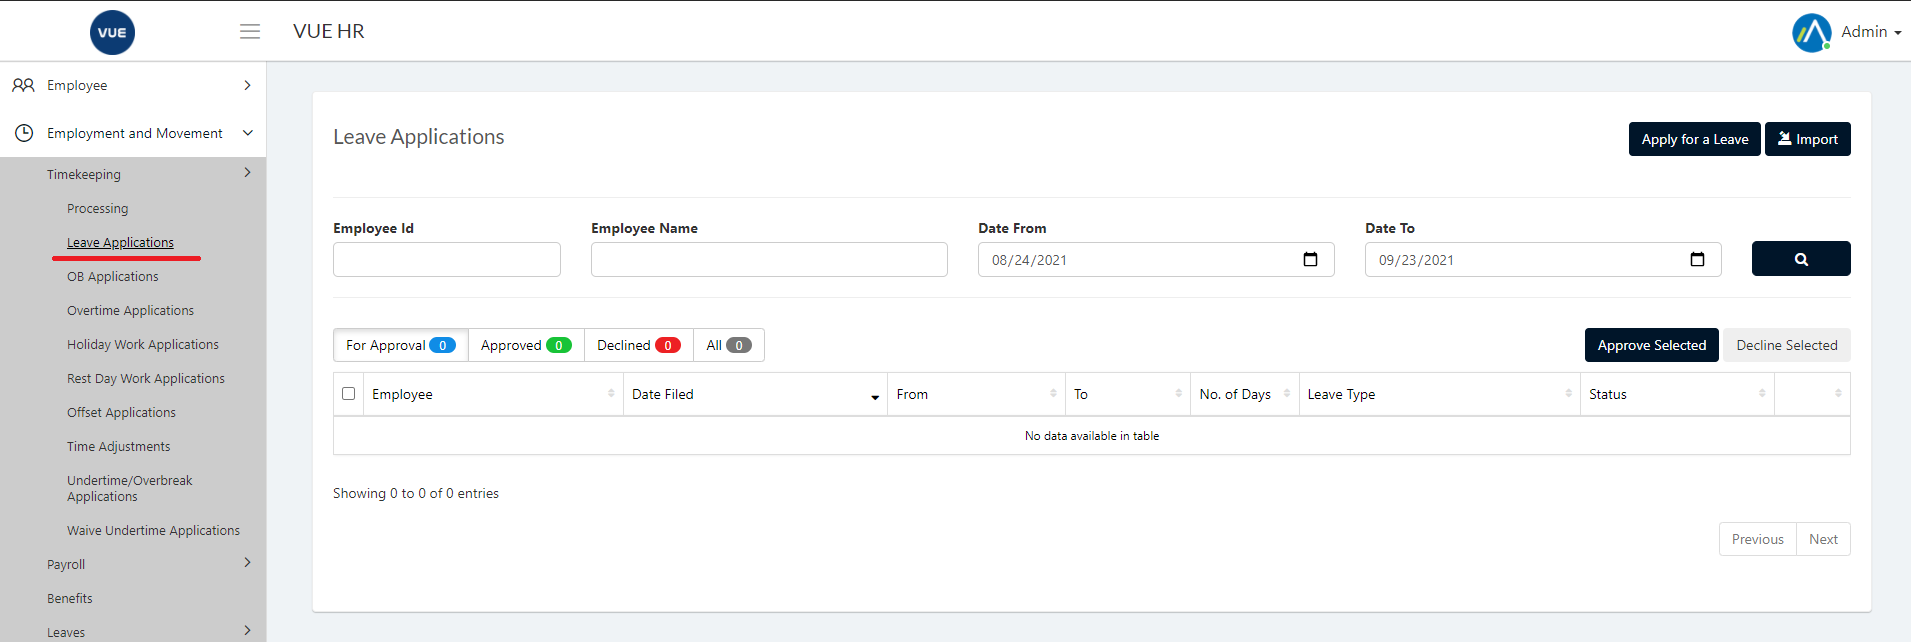 VUE
VUE HR
Admin
Employee
Employment and Movement
Timekeeping
Processing
Leave Applications
OB Applications
Overtime Applications
Holiday Work Applications
Rest Day Work Applications
Offset Applications
Time Adjustments
Undertime/Overbreak
Applications
Waive Undertime Applications
Payroll
Benefits
Leaves
Leave Applications
Apply for a Leave
Import
Employee Id
Employee Name
Date From
Date To
08/24/2021
09/23/2021
For Approval 0
Approved 0
Declined 0
All 0
Approve Selected
Decline Selected
Employee
Date Filed
From
To
No. of Days
Leave Type
Status
No data available in table
Showing 0 to 0 of 0 entries
Previous
Next